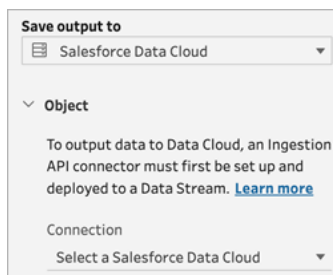 Save output to
Salesforce Data Cloud
Object
To output data to Data Cloud, an Ingestion
API connector must first be set up and
deployed to a Data Stream. Learn more
Connection
Select a Salesforce Data Cloud